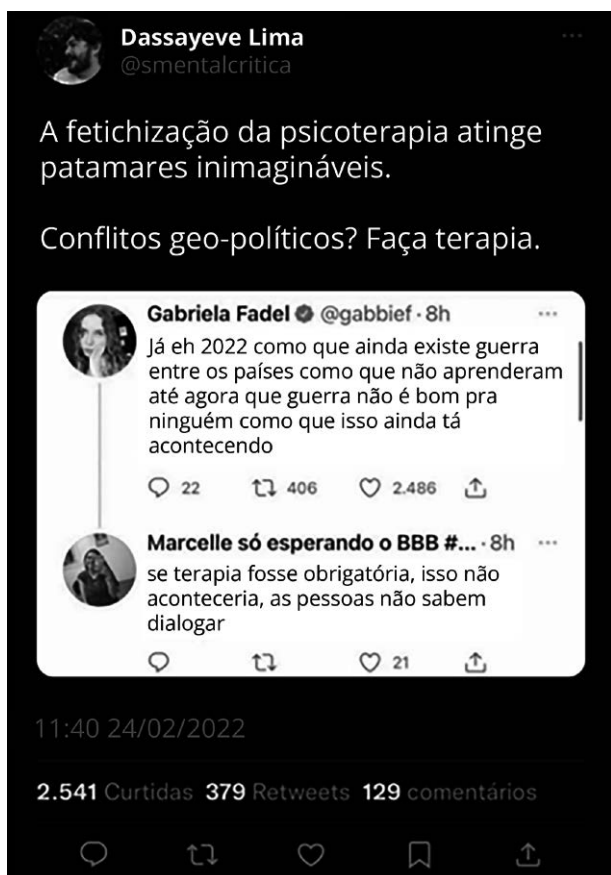 Dassayeve Lima
@smentalcritica
A fetichização da psicoterapia atinge
patamares inimagináveis.
Conflitos geo-políticos? Faça terapia.
Gabriela Fadel @gabbief · 8h
Já eh 2022 como que ainda existe guerra
entre os países como que não aprenderam
até agora que guerra não é bom pra
ninguém como que isso ainda tá
acontecendo
22 406 2.486
Marcelle só esperando o BBB #... · 8h
se terapia fosse obrigatória, isso não
aconteceria, as pessoas não sabem
dialogar
21
11:40 24/02/2022
2.541 Curtidas 379 Retweets 129 comentários